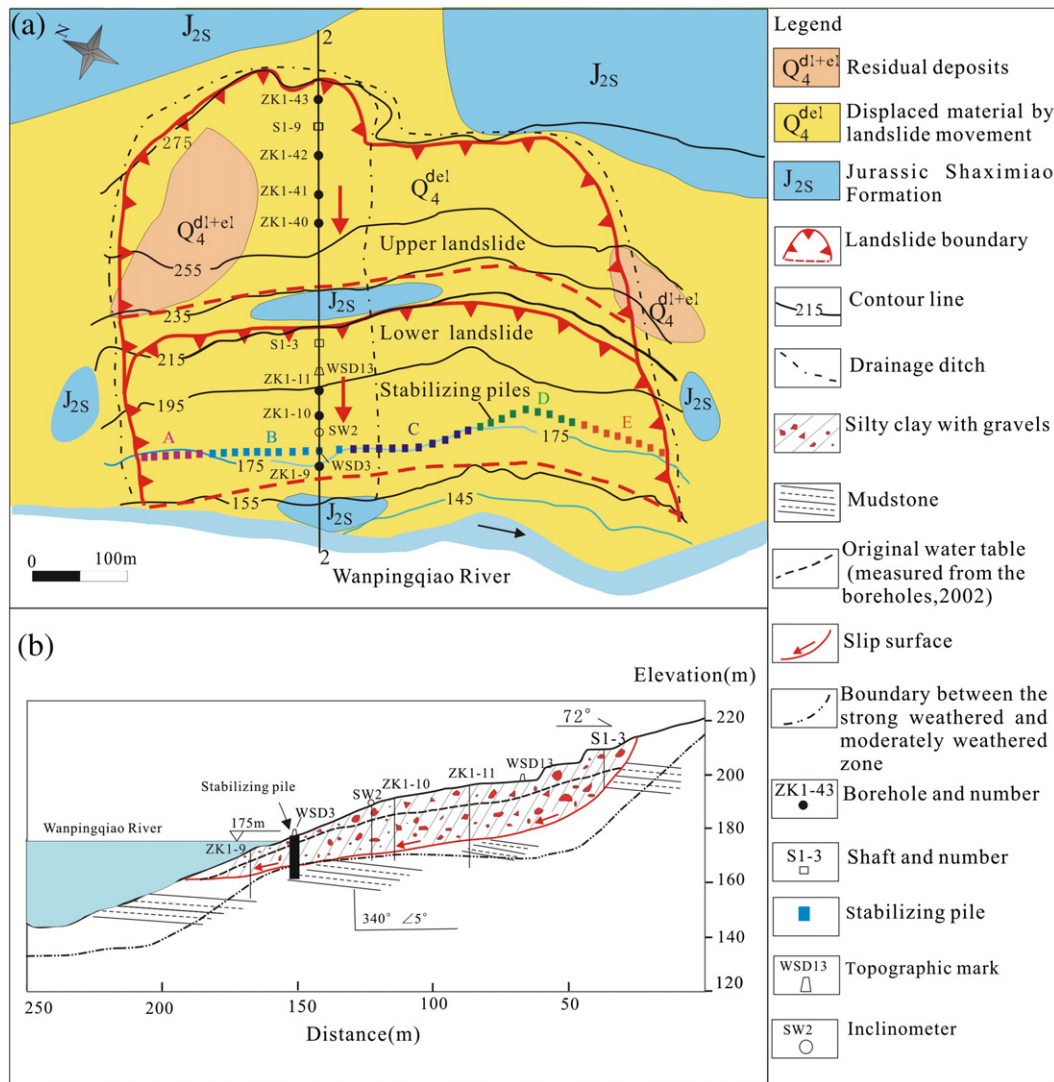 (a)
N
J2S
2
J2S
ZK1-43
S1-9
275
ZK1-42
ZK1-41
Q4del
ZK1-40
Q4dl+el
Upper landslide
255
Q4dl+el
235
J2S
215
Lower landslide
S1-3
WSD13
J2S
195
ZK1-11
Stabilizing piles
D
J2S
ZK1-10
A
B
SW2
C
E
175
175
WSD3
ZK1-9
155
145
J2S
0 100m
2
Wanpingqiao River
(b)
Elevation(m)
72°
220
S1-3
WSD13
200
ZK1-11
ZK1-10
SW2
Stabilizing pile
WSD3
Wanpingqiao River
175m
180
ZK1-9
160
340° ∠5°
140
120
250 200 150 100 50
Distance(m)
Legend
Q4dl+el Residual deposits
Q4del Displaced material by
landslide movement
J2S Jurassic Shaximiao
Formation
Landslide boundary
215 Contour line
Drainage ditch
Silty clay with gravels
Mudstone
Original water table
(measured from the
boreholes,2002)
Slip surface
Boundary between the
strong weathered and
moderately weathered
zone
ZK1-43 Borehole and number
S1-3 Shaft and number
Stabilizing pile
WSD13 Topographic mark
SW2 Inclinometer